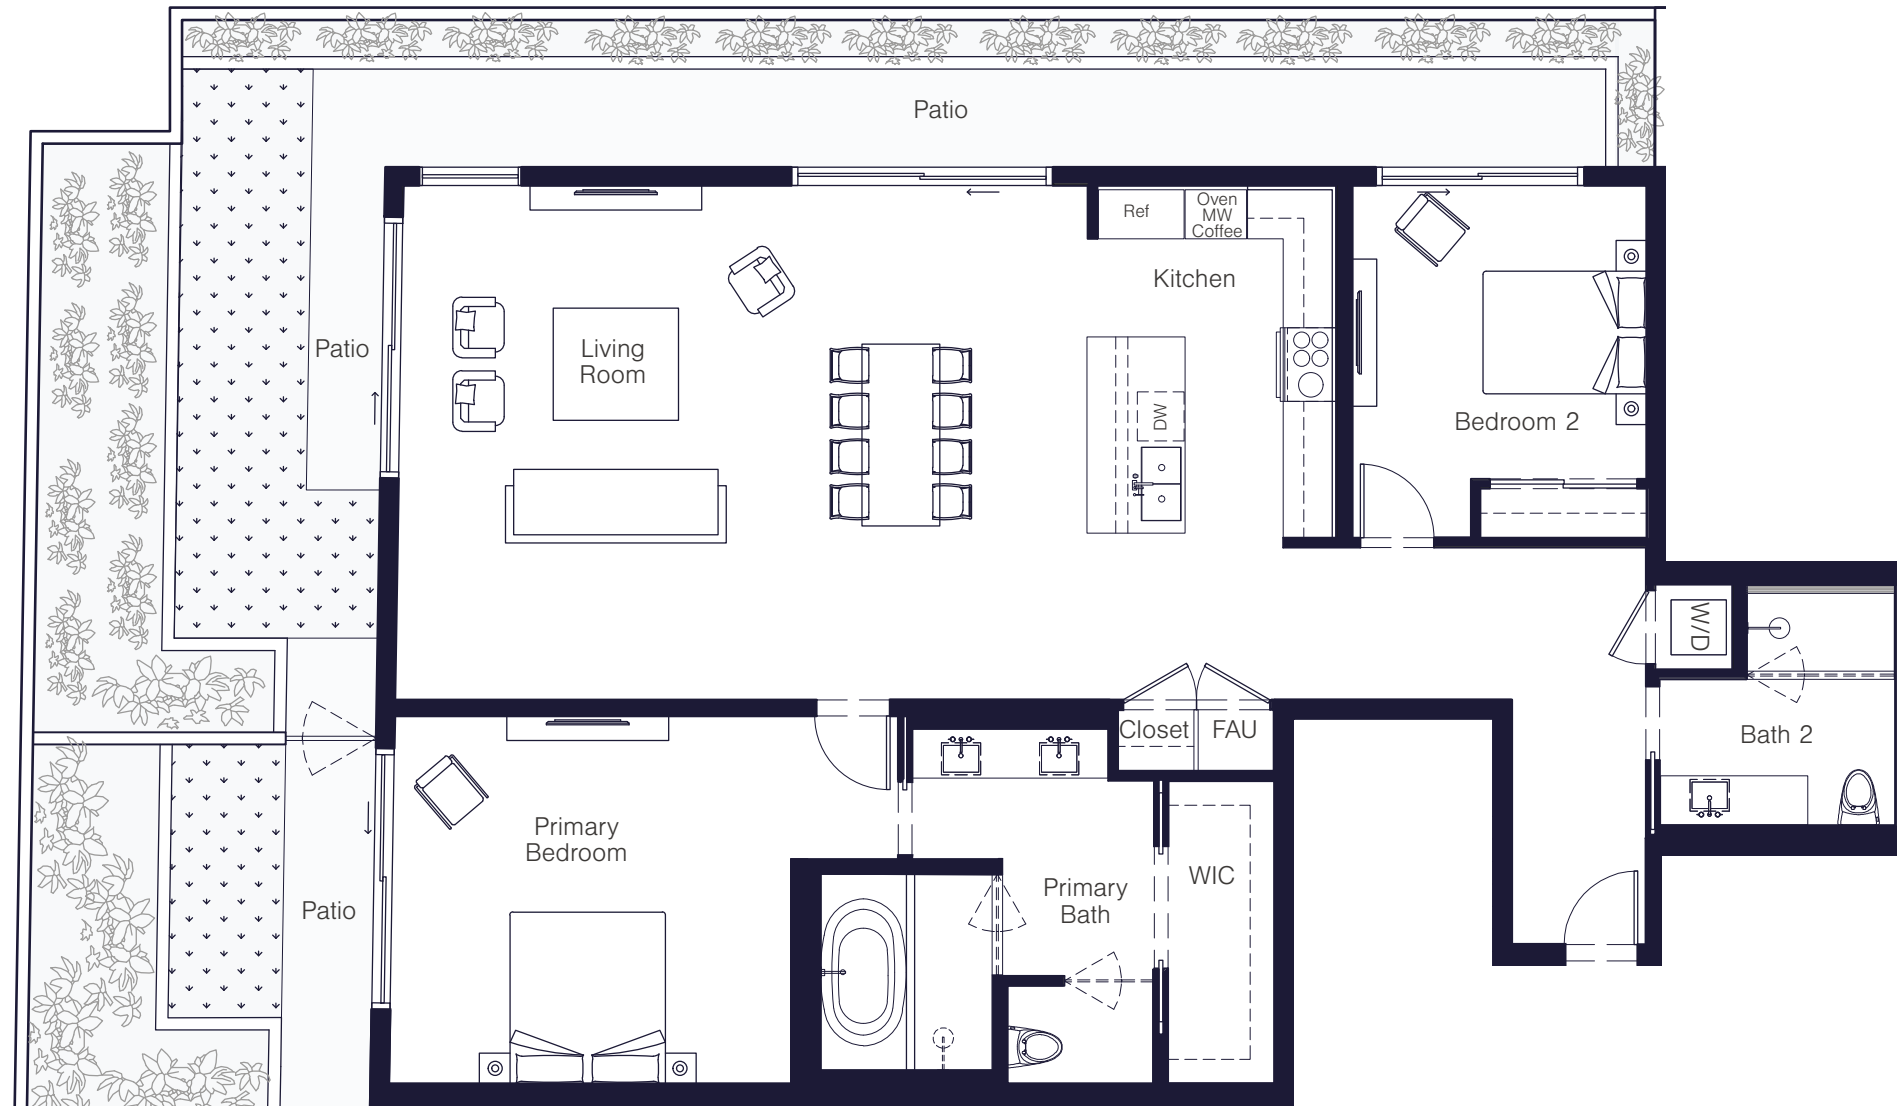 Patio
Ref
Oven
MW
Coffee
Kitchen
Patio
Living
Room
DW
Bedroom 2
W/D
Closet
FAU
Bath 2
Primary
Bedroom
Patio
Primary
Bath
WIC